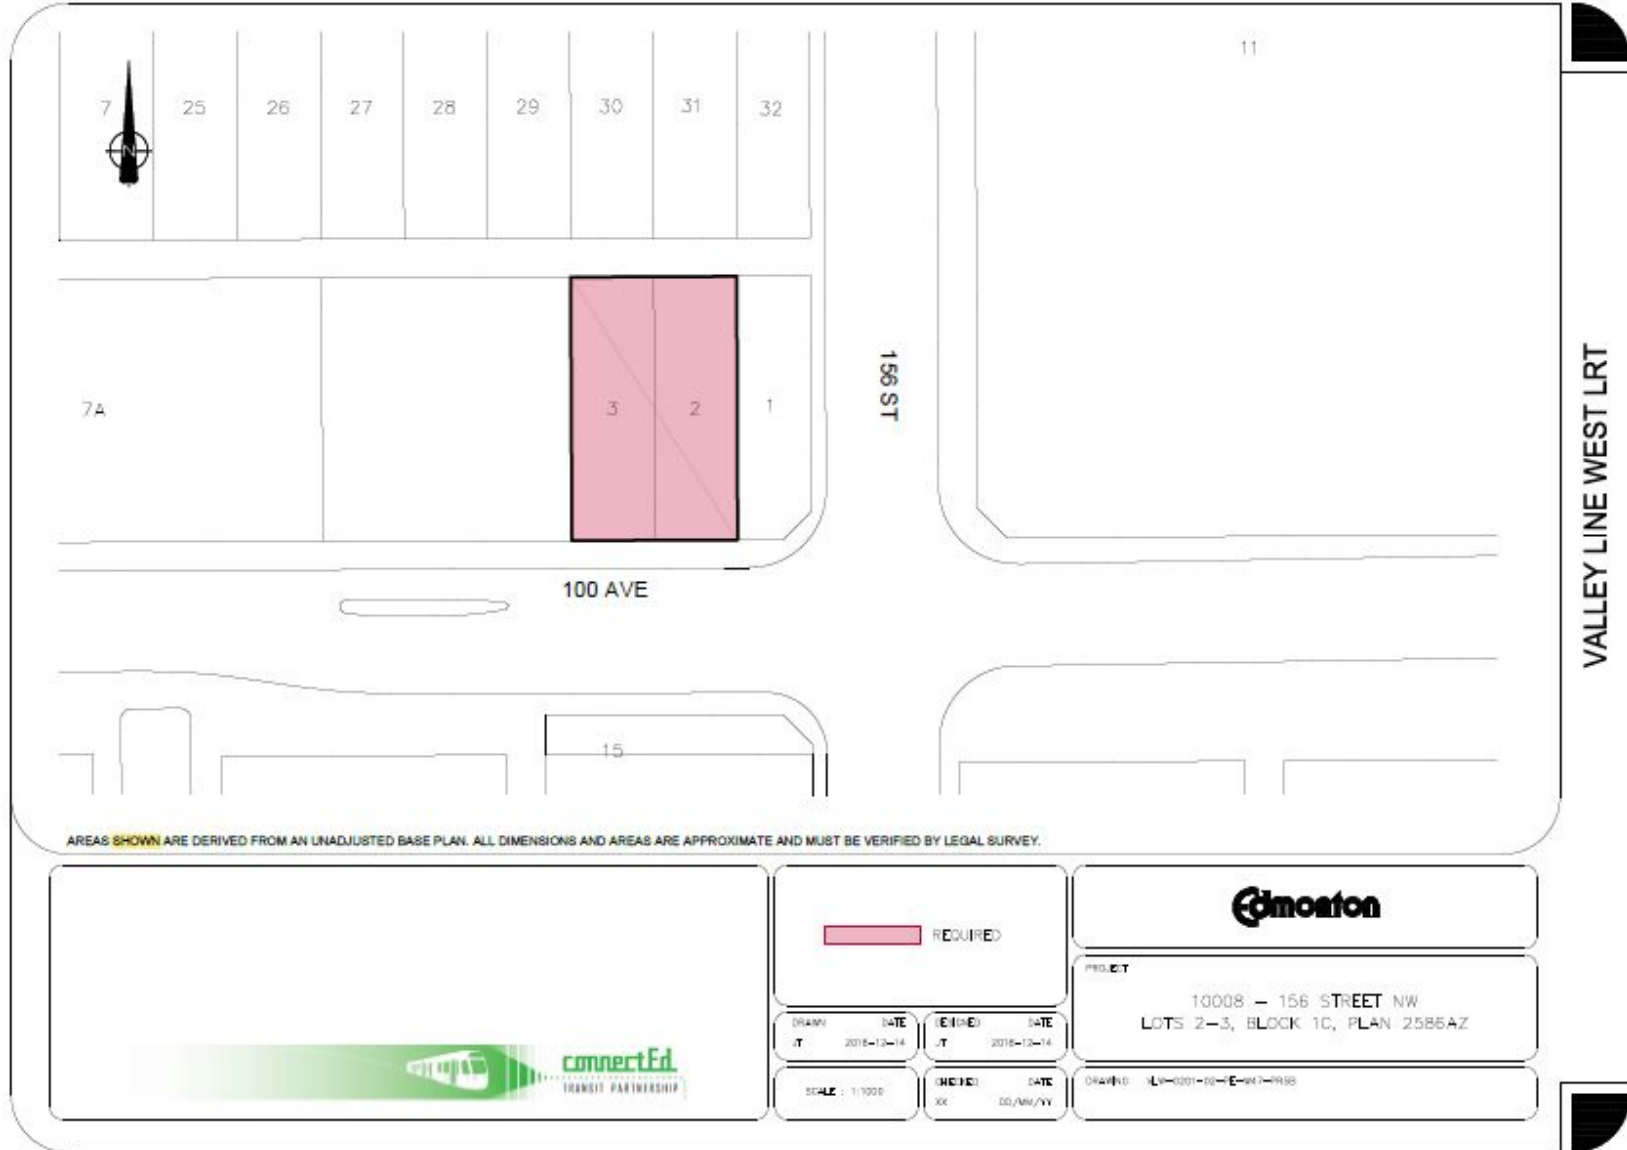 11
7 25 26 27 28 29 30 31 32
N
7A 3 2 1
156 ST
100 AVE
15
VALLEY LINE WEST LRT
AREAS SHOWN ARE DERIVED FROM AN UNADJUSTED BASE PLAN. ALL DIMENSIONS AND AREAS ARE APPROXIMATE AND MUST BE VERIFIED BY LEGAL SURVEY.
connectEd
TRANSIT PARTNERSHIP
REQUIRED
DRAWN DATE
JT 2018-12-14
DESIGNED DATE
JT 2018-12-14
SCALE : 1:1000
CHECKED DATE
XX DD/MM/YY
Edmonton
PROJECT
10008 – 156 STREET NW
LOTS 2–3, BLOCK 1C, PLAN 2586AZ
DRAWING